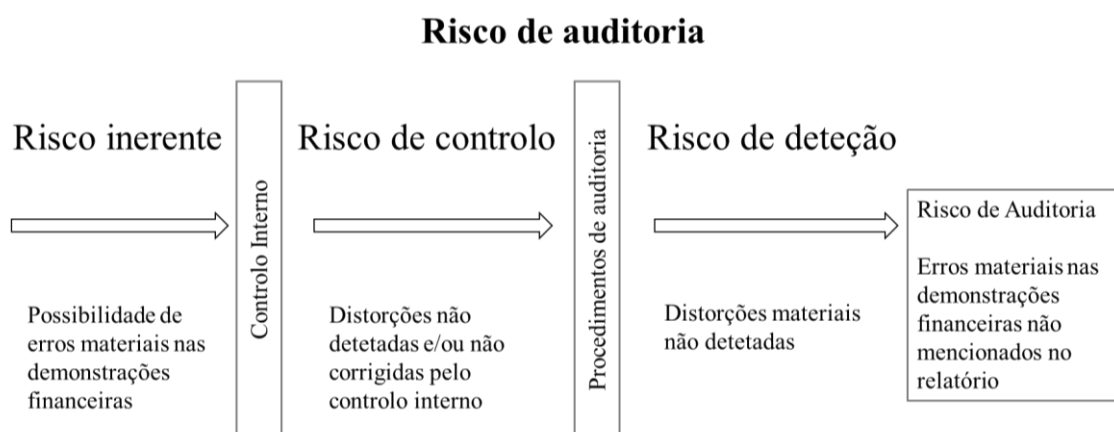 Risco de auditoria
Risco inerente
Possibilidade de
erros materiais nas
demonstrações
financeiras
Controlo Interno
Risco de controlo
Distorções não
detetadas e/ou não
corrigidas pelo
controlo interno
Procedimentos de auditoria
Risco de deteção
Distorções materiais
não detetadas
Risco de Auditoria
Erros materiais nas
demonstrações
financeiras não
mencionados no
relatório